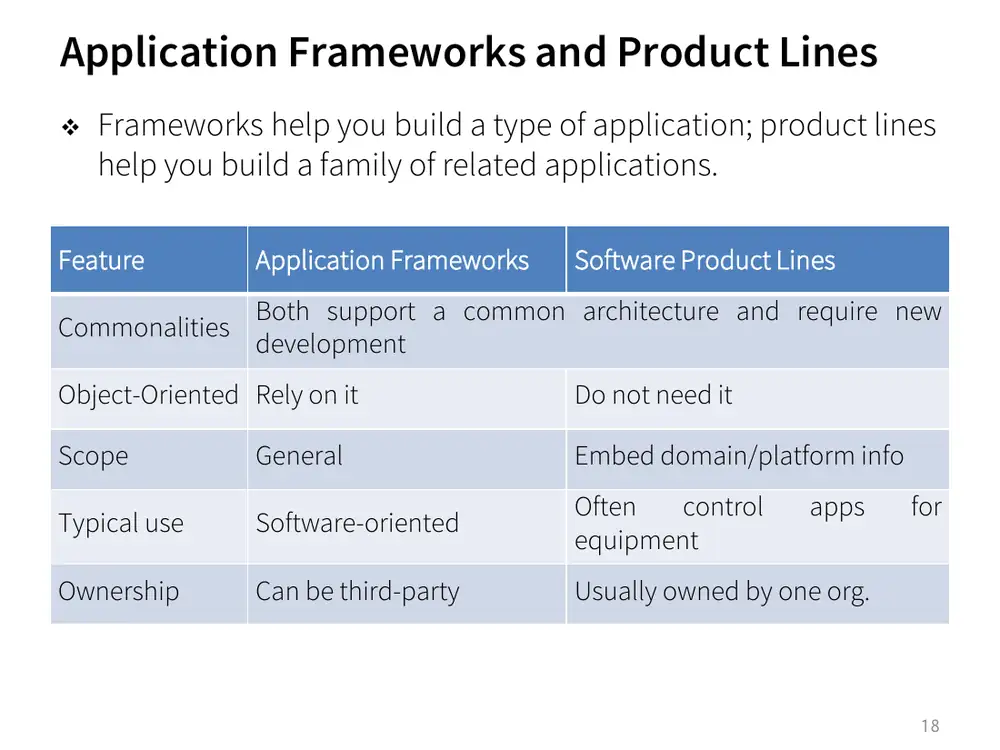 Application Frameworks and Product Lines
❖ Frameworks help you build a type of application; product lines
help you build a family of related applications.
Feature Application Frameworks Software Product Lines
Commonalities Both support a common architecture and require new
development
Object-Oriented Rely on it Do not need it
Scope General Embed domain/platform info
Typical use Software-oriented Often control apps for
equipment
Ownership Can be third-party Usually owned by one org.
18